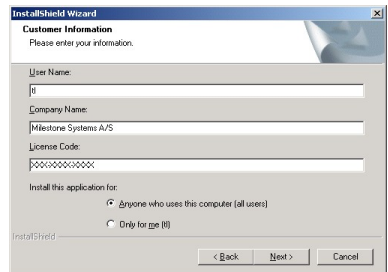 InstallShield Wizard
Customer Information
Please enter your information.
User Name:
tl
Company Name:
Milestone Systems A/S
License Code:
Install this application for:
Anyone who uses this computer (all users)
Only for me (tl)
InstallShield
< Back Next > Cancel